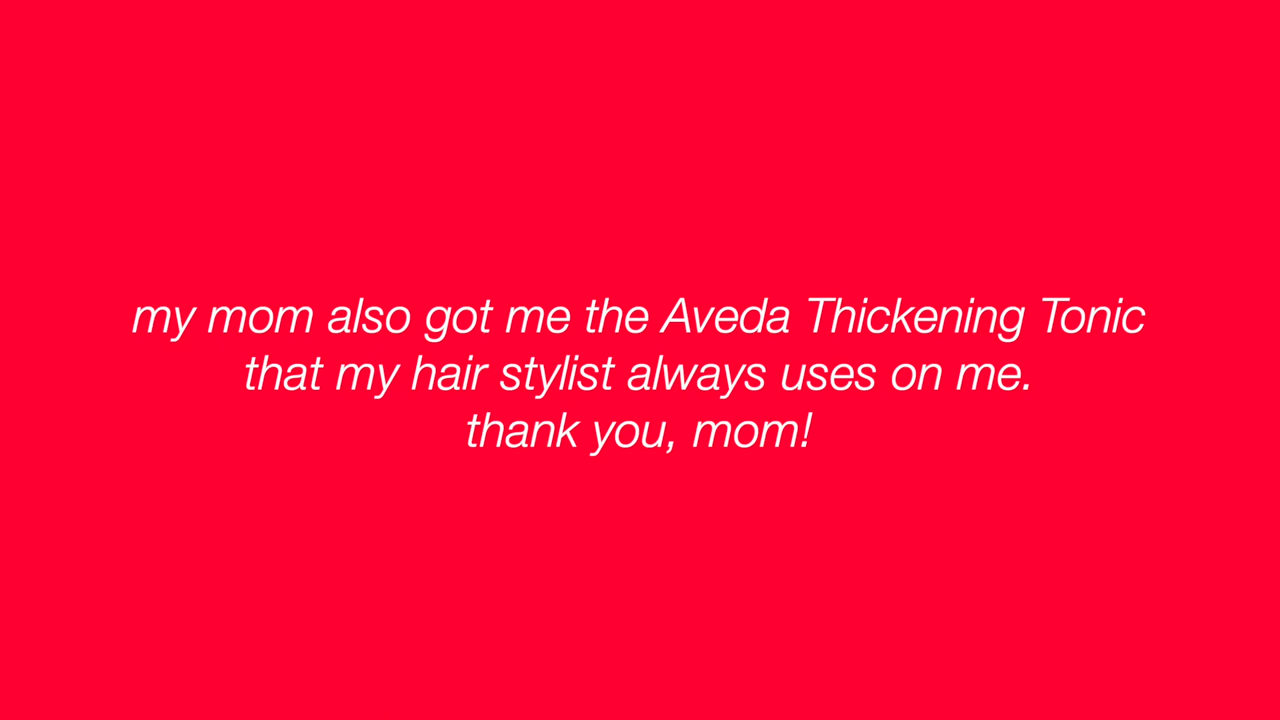 my mom also got me the Aveda Thickening Tonic
that my hair stylist always uses on me.
thank you, mom!